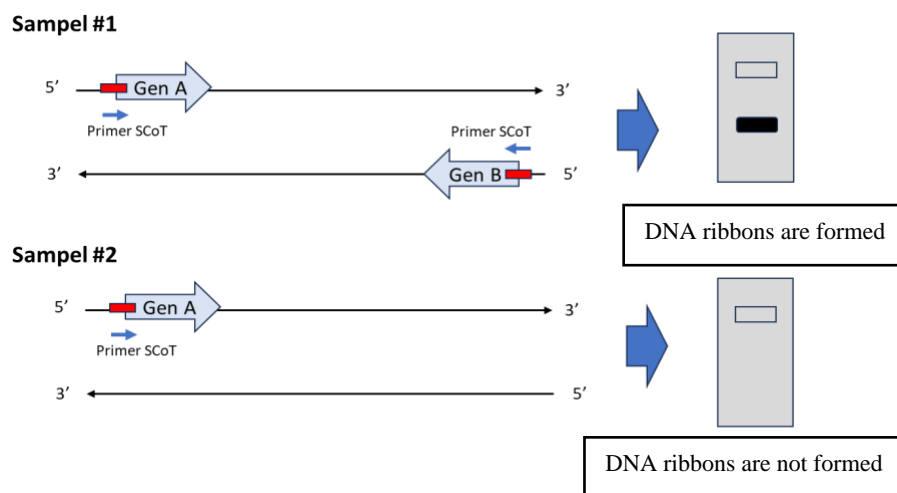 Sampel #1
5’
Gen A
3’
Primer SCoT
Primer SCoT
3’
Gen B
5’
DNA ribbons are formed
Sampel #2
5’
Gen A
3’
Primer SCoT
3’
5’
DNA ribbons are not formed